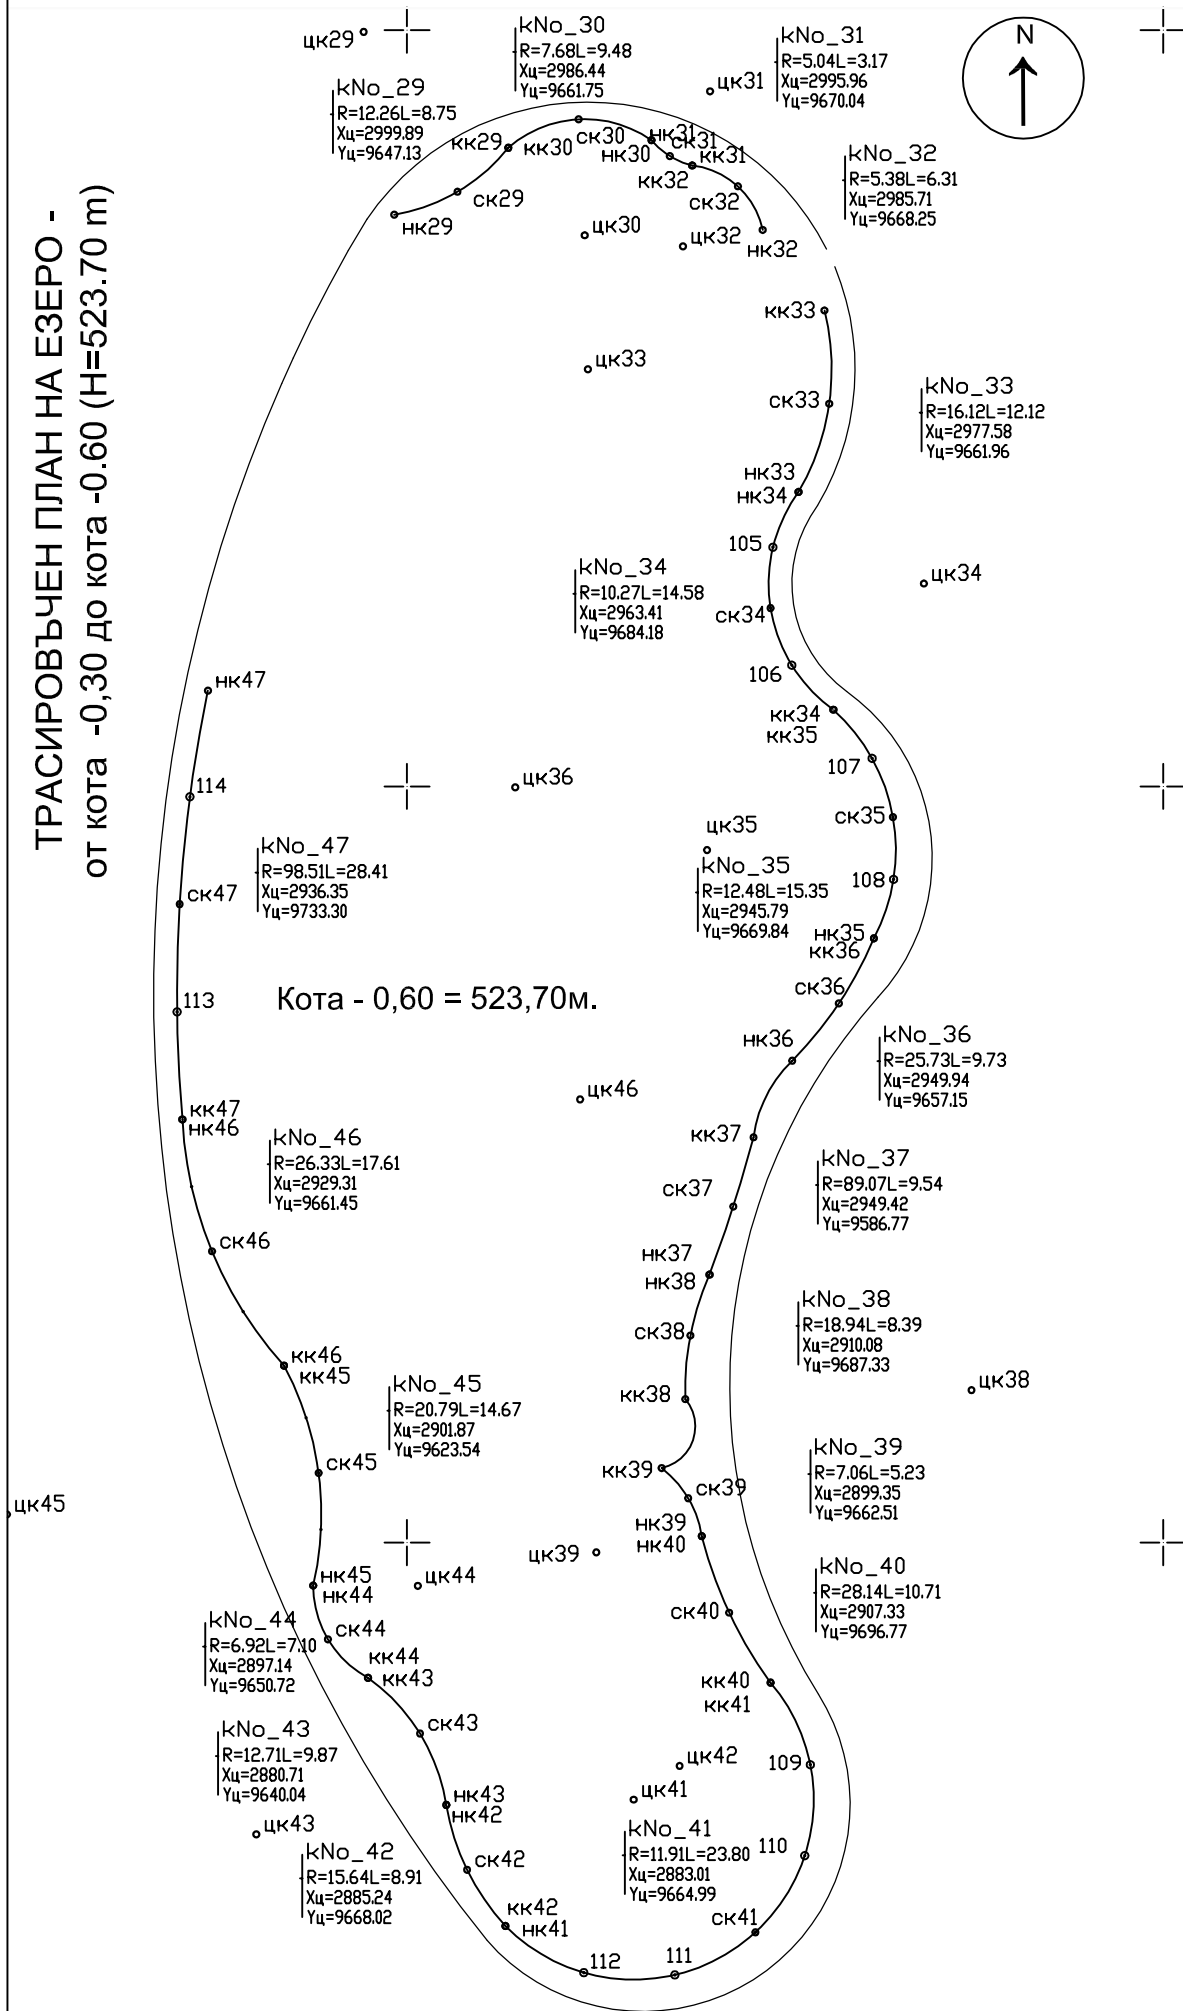 ТРАСИРОВЪЧЕН ПЛАН НА ЕЗЕРО -
от кота -0,30 до кота -0.60 (H=523.70 m)
N
цк29
kNo_29
R=12.26L=8.75
Xц=2999.89
Yц=9647.13
kNo_30
R=7.68L=9.48
Xц=2986.44
Yц=9661.75
цк31
kNo_31
R=5.04L=3.17
Xц=2995.96
Yц=9670.04
kNo_32
R=5.38L=6.31
Xц=2985.71
Yц=9668.25
кк29
кк30
ск30
нк31
ск31
нк30
кк31
кк32
ск32
ск29
нк29
цк30
цк32
нк32
кк33
цк33
ск33
kNo_33
R=16.12L=12.12
Xц=2977.58
Yц=9661.96
нк33
нк34
105
kNo_34
R=10.27L=14.58
Xц=2963.41
Yц=9684.18
цк34
ск34
106
нк47
кк34
кк35
107
114
цк36
ск35
цк35
kNo_35
R=12.48L=15.35
Xц=2945.79
Yц=9669.84
108
kNo_47
R=98.51L=28.41
Xц=2936.35
Yц=9733.30
ск47
нк35
кк36
ск36
113
Кота - 0,60 = 523,70м.
нк36
kNo_36
R=25.73L=9.73
Xц=2949.94
Yц=9657.15
цк46
кк47
нк46
kNo_46
R=26.33L=17.61
Xц=2929.31
Yц=9661.45
кк37
kNo_37
R=89.07L=9.54
Xц=2949.42
Yц=9586.77
ск37
ск46
нк37
нк38
kNo_38
R=18.94L=8.39
Xц=2910.08
Yц=9687.33
ск38
кк46
кк45
цк38
кк38
kNo_45
R=20.79L=14.67
Xц=2901.87
Yц=9623.54
ск45
кк39
ск39
kNo_39
R=7.06L=5.23
Xц=2899.35
Yц=9662.51
цк45
нк39
нк40
цк39
нк45
нк44
цк44
kNo_40
R=28.14L=10.71
Xц=2907.33
Yц=9696.77
ск40
kNo_44
R=6.92L=7.10
Xц=2897.14
Yц=9650.72
ск44
кк44
кк43
кк40
кк41
kNo_43
R=12.71L=9.87
Xц=2880.71
Yц=9640.04
ск43
цк42
109
цк41
нк43
нк42
цк43
kNo_41
R=11.91L=23.80
Xц=2883.01
Yц=9664.99
110
kNo_42
R=15.64L=8.91
Xц=2885.24
Yц=9668.02
ск42
кк42
нк41
ск41
112
111